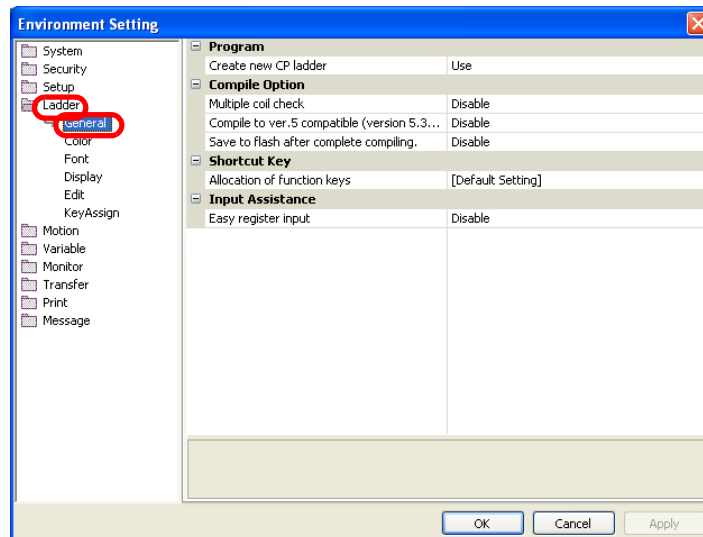 Environment Setting
System
Security
Setup
Ladder
General
Color
Font
Display
Edit
KeyAssign
Motion
Variable
Monitor
Transfer
Print
Message
Program
Create new CP ladder Use
Compile Option
Multiple coil check Disable
Compile to ver.5 compatible (version 5.3... Disable
Save to flash after complete compiling. Disable
Shortcut Key
Allocation of function keys [Default Setting]
Input Assistance
Easy register input Disable
OK Cancel Apply